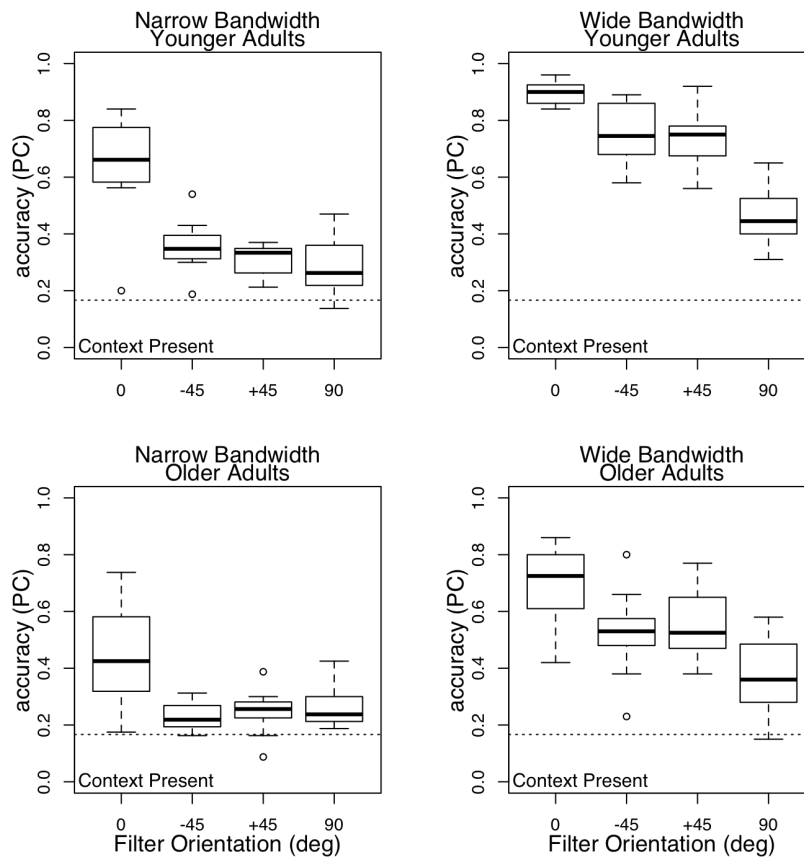 Narrow Bandwidth
Younger Adults
accuracy (PC)
1.0
0.8
0.6
0.4
0.2
0.0
Context Present
0 -45 +45 90
Wide Bandwidth
Younger Adults
accuracy (PC)
1.0
0.8
0.6
0.4
0.2
0.0
Context Present
0 -45 +45 90
Narrow Bandwidth
Older Adults
accuracy (PC)
1.0
0.8
0.6
0.4
0.2
0.0
Context Present
0 -45 +45 90
Filter Orientation (deg)
Wide Bandwidth
Older Adults
accuracy (PC)
1.0
0.8
0.6
0.4
0.2
0.0
Context Present
0 -45 +45 90
Filter Orientation (deg)